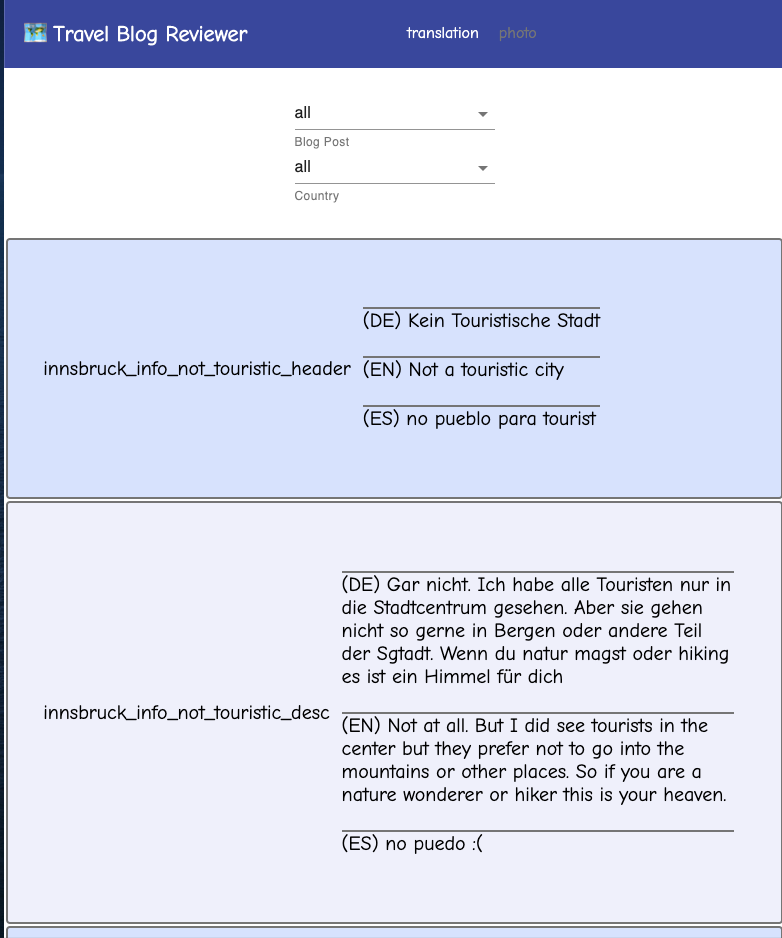 Travel Blog Reviewer
translation photo
all
Blog Post
all
Country
innsbruck_info_not_touristic_header
(DE) Kein Touristische Stadt
(EN) Not a touristic city
(ES) no pueblo para tourist
innsbruck_info_not_touristic_desc
(DE) Gar nicht. Ich habe alle Touristen nur in
die Stadtcentrum gesehen. Aber sie gehen
nicht so gerne in Bergen oder andere Teil
der Sgtadt. Wenn du natur magst oder hiking
es ist ein Himmel für dich
(EN) Not at all. But I did see tourists in the
center but they prefer not to go into the
mountains or other places. So if you are a
nature wonderer or hiker this is your heaven.
(ES) no puedo :(